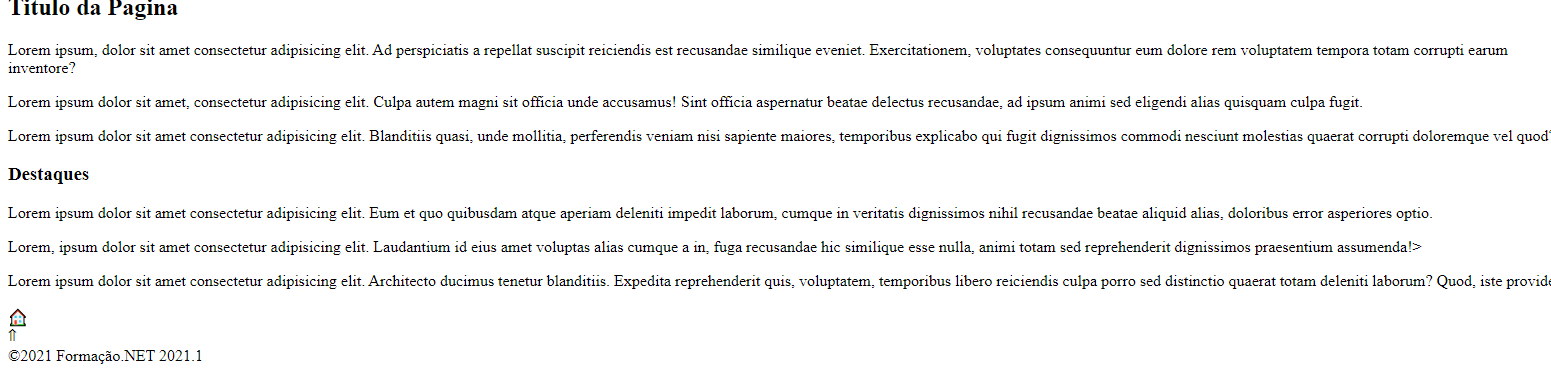 Titulo da Pagina
Lorem ipsum, dolor sit amet consectetur adipisicing elit. Ad perspiciatis a repellat suscipit reiciendis est recusandae similique eveniet. Exercitationem, voluptates consequuntur eum dolore rem voluptatem tempora totam corrupti earum
inventore?
Lorem ipsum dolor sit amet, consectetur adipisicing elit. Culpa autem magni sit officia unde accusamus! Sint officia aspernatur beatae delectus recusandae, ad ipsum animi sed eligendi alias quisquam culpa fugit.
Lorem ipsum dolor sit amet consectetur adipisicing elit. Blanditiis quasi, unde mollitia, perferendis veniam nisi sapiente maiores, temporibus explicabo qui fugit dignissimos commodi nesciunt molestias quaerat corrupti doloremque vel quod?
Destaques
Lorem ipsum dolor sit amet consectetur adipisicing elit. Eum et quo quibusdam atque aperiam deleniti impedit laborum, cumque in veritatis dignissimos nihil recusandae beatae aliquid alias, doloribus error asperiores optio.
Lorem, ipsum dolor sit amet consectetur adipisicing elit. Laudantium id eius amet voluptas alias cumque a in, fuga recusandae hic similique esse nulla, animi totam sed reprehenderit dignissimos praesentium assumenda!>
Lorem ipsum dolor sit amet consectetur adipisicing elit. Architecto ducimus tenetur blanditiis. Expedita reprehenderit quis, voluptatem, temporibus libero reiciendis culpa porro sed distinctio quaerat totam deleniti laborum? Quod, iste provide
©2021 Formação.NET 2021.1